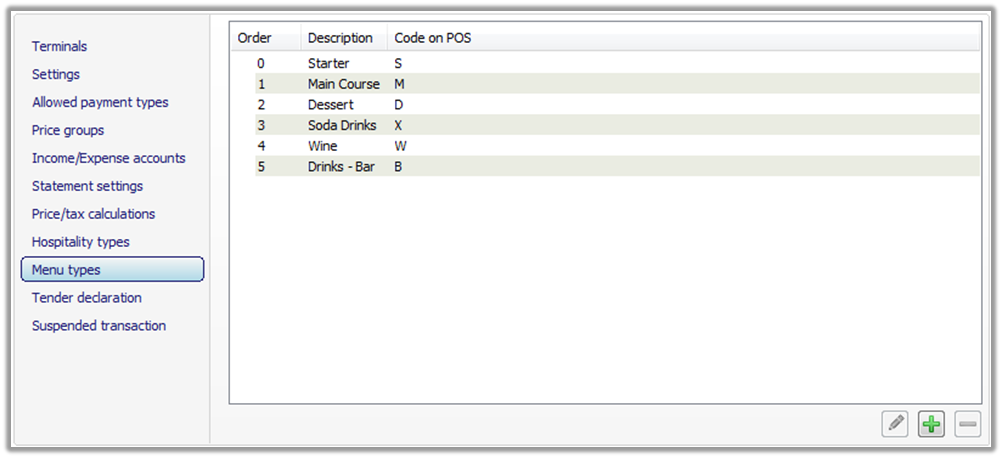 Terminals
Settings
Allowed payment types
Price groups
Income/Expense accounts
Statement settings
Price/tax calculations
Hospitality types
Menu types
Tender declaration
Suspended transaction
Order Description Code on POS
0 Starter S
1 Main Course M
2 Dessert D
3 Soda Drinks X
4 Wine W
5 Drinks - Bar B